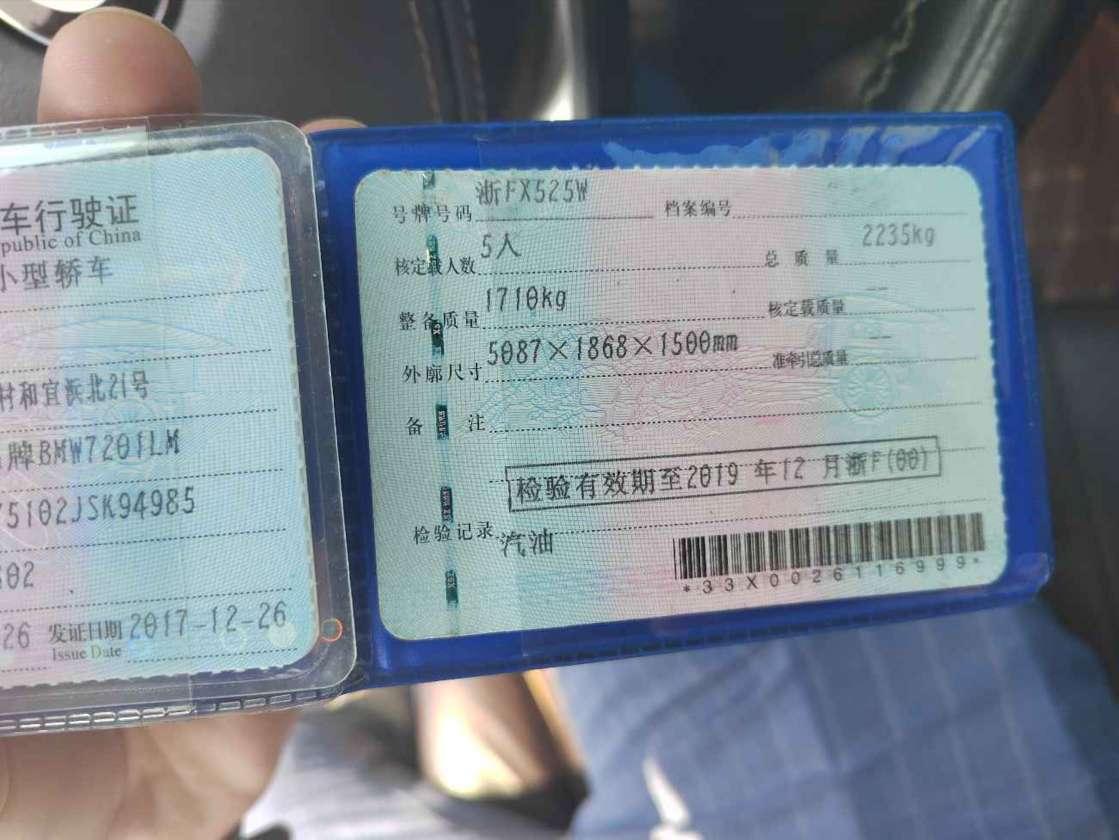 车行驶证
public of China
小型轿车
村和宜浜北21号
牌BMW7201LM
5102JSK94985
602
26 发证日期 2017-12-26
Issue Date
号牌号码 浙FX525W 档案编号
核定载人数 5人 总质量 2235kg
整备质量 1710kg 核定载质量 --
外廓尺寸 5087×1868×1500mm 准牵引总质量 --
备注
检验有效期至2019年12月浙F(00)
检验记录 汽油
*33X0026116999*